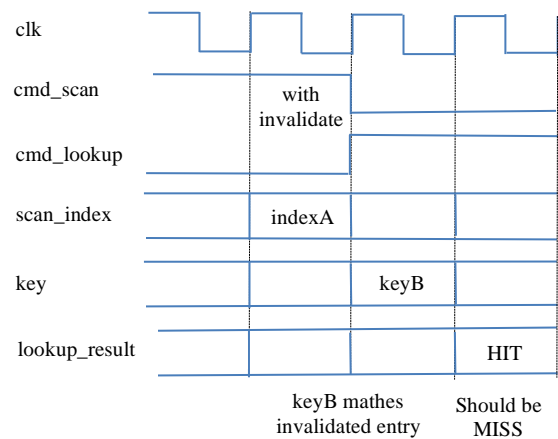 clk
cmd_scan
with
invalidate
cmd_lookup
scan_index
indexA
key
keyB
lookup_result
HIT
keyB mathes
invalidated entry
Should be
MISS